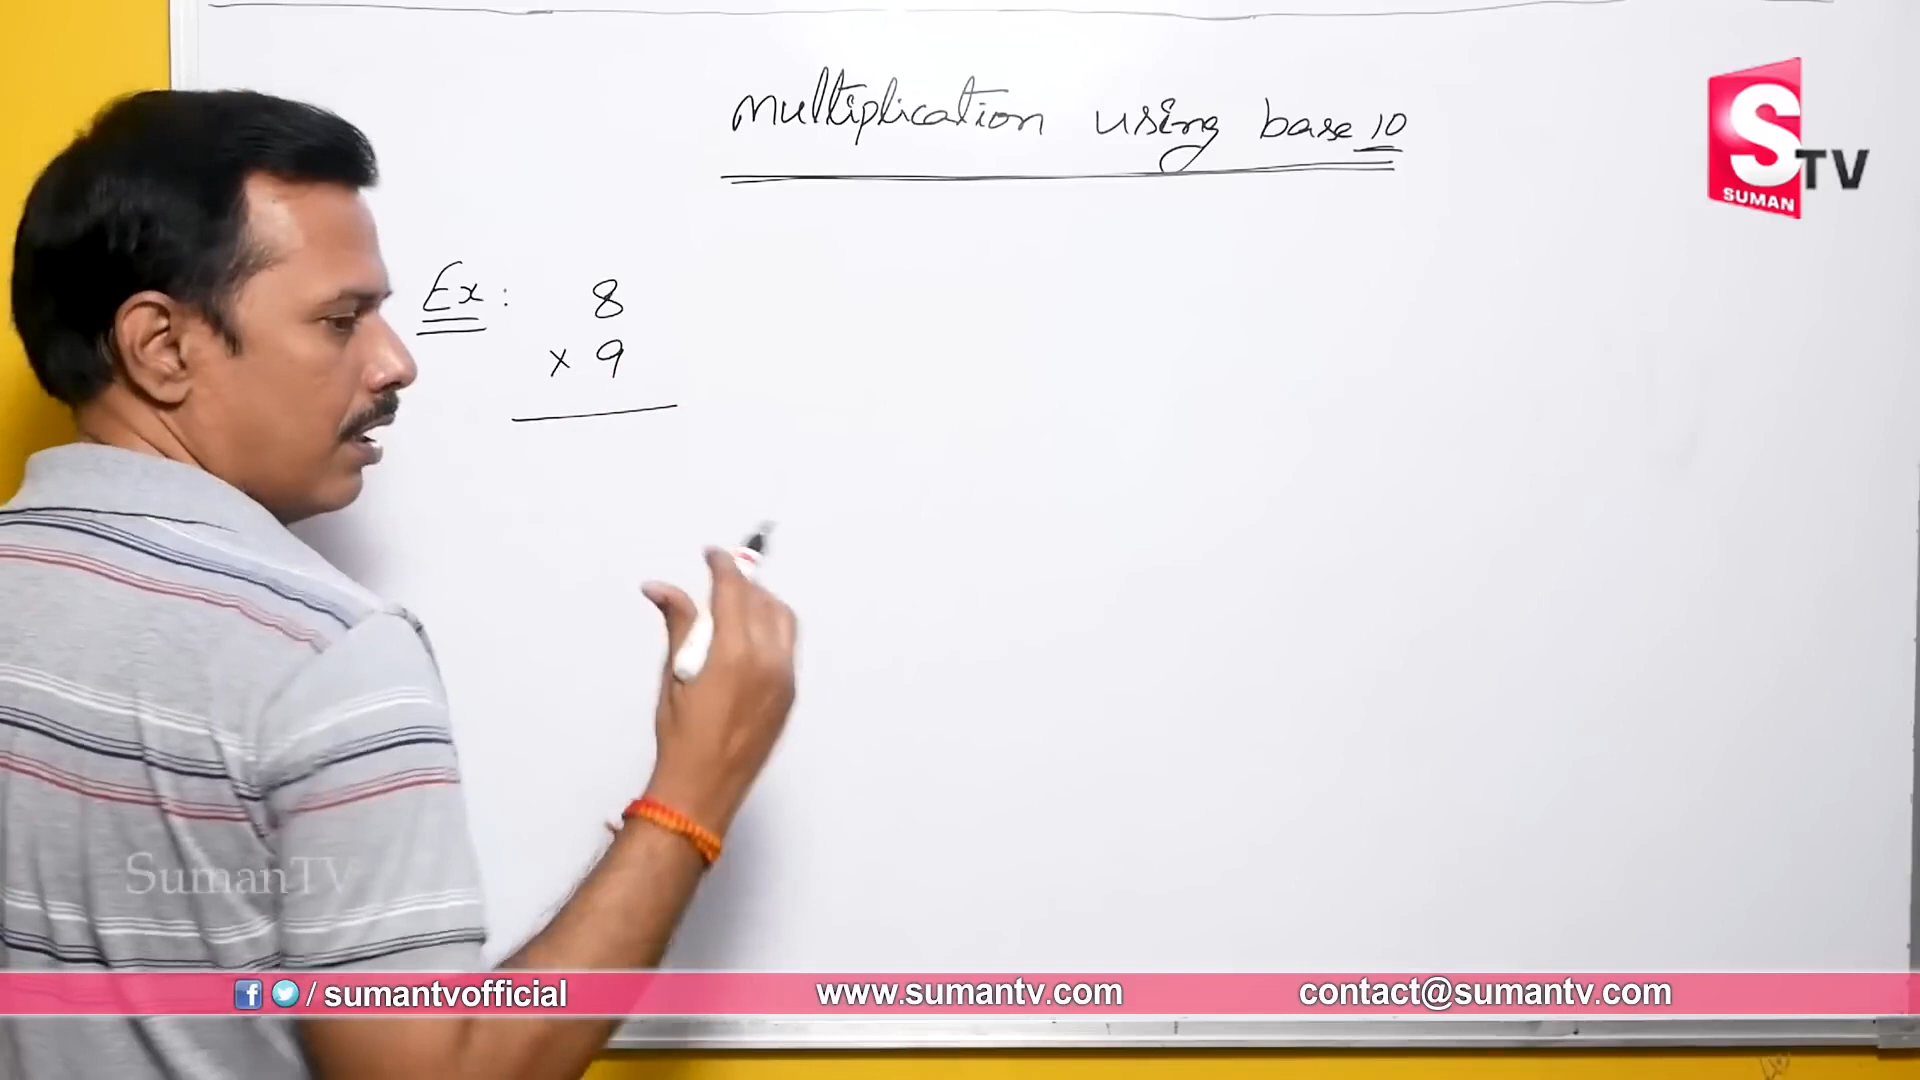 Multiplication using base 10
S
TV
SUMAN
Ex: 8
x 9
SumanTV
/ sumantvofficial
www.sumantv.com
contact@sumantv.com